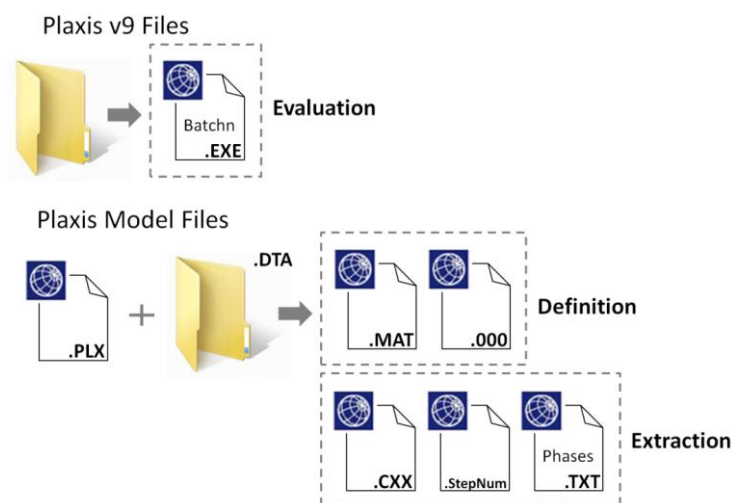 Plaxis v9 Files
Batchn
.EXE
Evaluation
Plaxis Model Files
.PLX
+
.DTA
.MAT
.000
Definition
.CXX
.StepNum
Phases
.TXT
Extraction